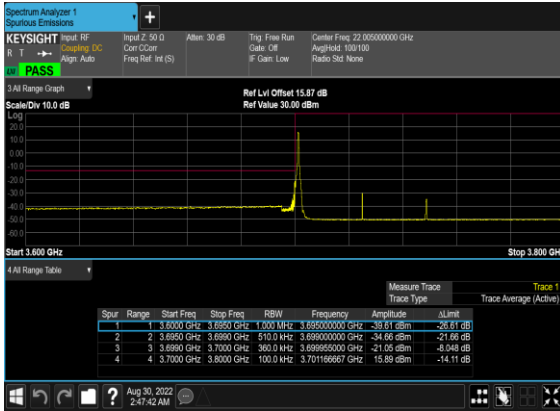 Spectrum Analyzer 1
Spurious Emissions
+
KEYSIGHT Input: RF Input Z: 50 Ω Atten: 30 dB Trig: Free Run Center Freq: 22.005000000 GHz
R T Coupling: DC Corr CCorr Gate: Off Avg|Hold: 100/100
Align: Auto Freq Ref: Int (S) IF Gain: Low Radio Std: None
PASS
3 All Range Graph
Ref Lvl Offset 15.87 dB
Scale/Div 10.0 dB Ref Value 30.00 dBm
Log
20.0
10.0
0.00
-10.0
-20.0
-30.0
-40.0
-50.0
-60.0
Start 3.600 GHz Stop 3.800 GH
4 All Range Table
Measure Trace Trace 1
Trace Type Trace Average (Active)
Spur Range Start Freq Stop Freq RBW Frequency Amplitude ΔLimit
1 1 3.6000 GHz 3.6950 GHz 1.000 MHz 3.695000000 GHz -39.61 dBm -26.61 dB
2 2 3.6950 GHz 3.6990 GHz 510.0 kHz 3.699000000 GHz -34.66 dBm -21.66 dB
3 3 3.6990 GHz 3.7000 GHz 360.0 kHz 3.699955000 GHz -21.05 dBm -8.048 dB
4 4 3.7000 GHz 3.8000 GHz 100.0 kHz 3.701166667 GHz 15.89 dBm -14.11 dB
? Aug 30, 2022
2:47:42 AM